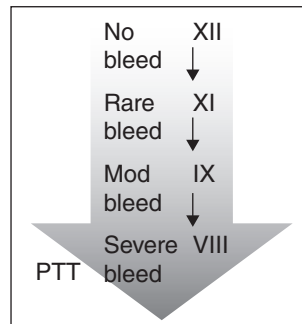 No XII
bleed
Rare XI
bleed
Mod IX
bleed
Severe VIII
PTT bleed